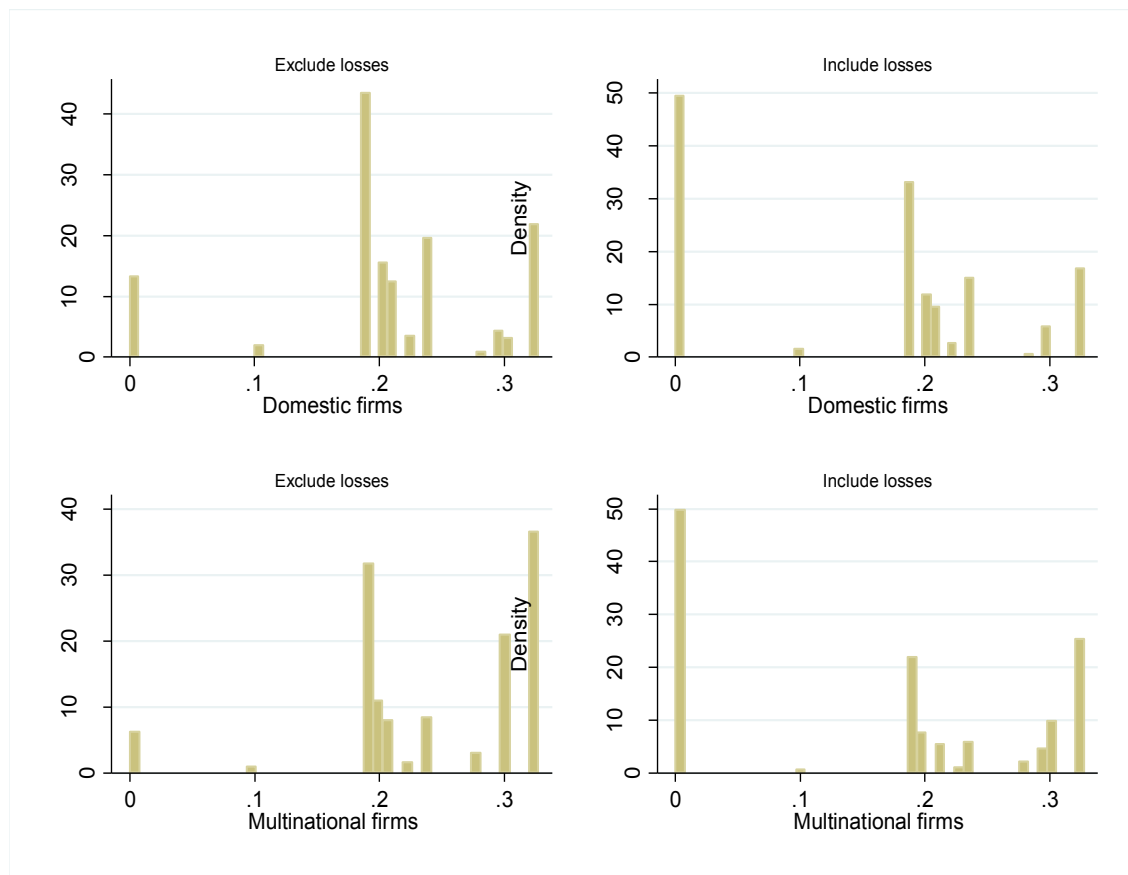 Exclude losses
40
30
20
10
0
Density
0 .1 .2 .3
Domestic firms
Include losses
50
40
30
20
10
0
0 .1 .2 .3
Domestic firms
Exclude losses
40
30
20
10
0
Density
0 .1 .2 .3
Multinational firms
Include losses
50
40
30
20
10
0
0 .1 .2 .3
Multinational firms